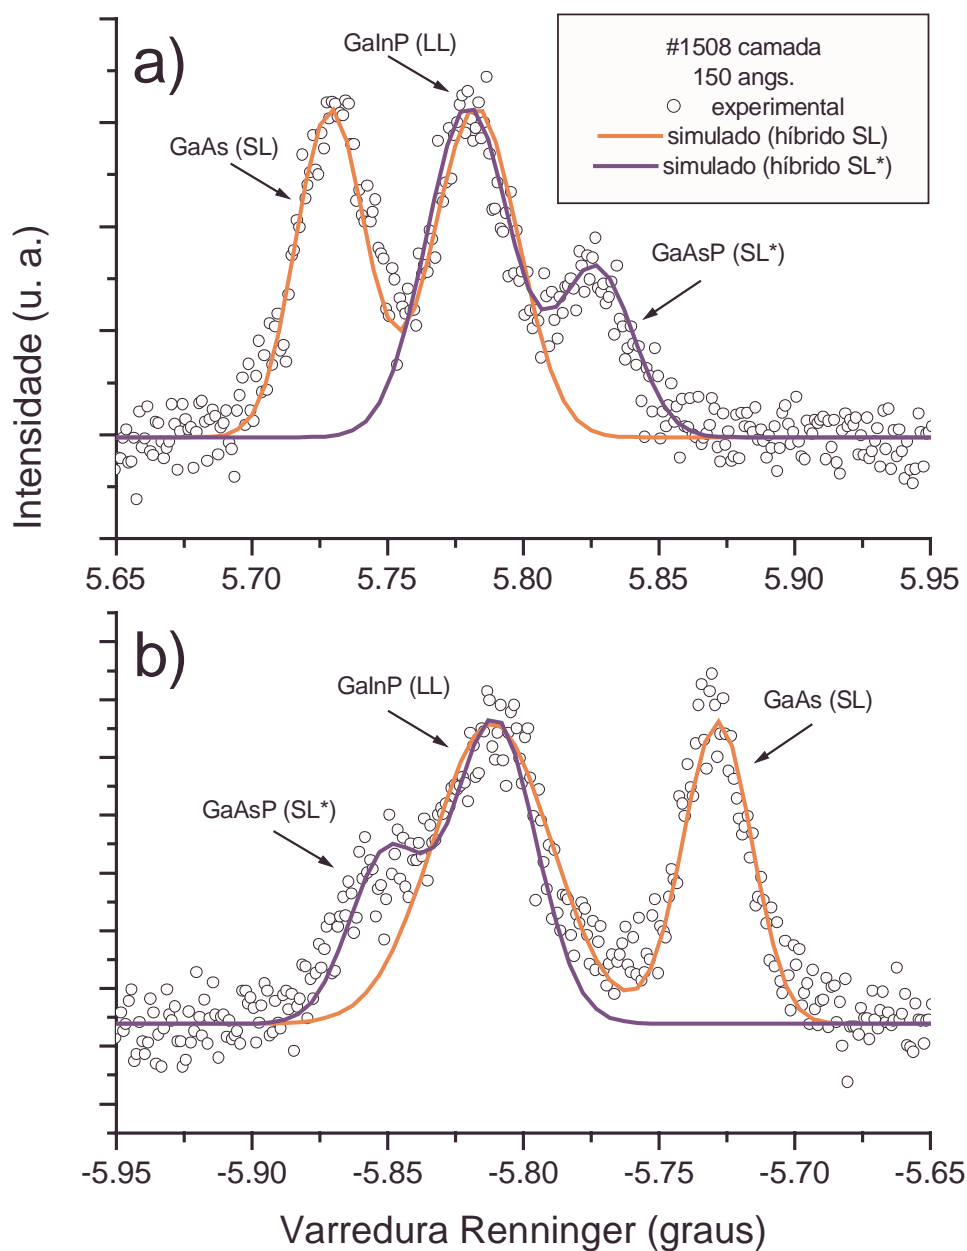 a)
GaInP (LL)
GaAs (SL)
GaAsP (SL*)
#1508 camada
150 angs.
experimental
simulado (híbrido SL)
simulado (híbrido SL*)
Intensidade (u. a.)
5.65 5.70 5.75 5.80 5.85 5.90 5.95
b)
GaInP (LL)
GaAs (SL)
GaAsP (SL*)
-5.95 -5.90 -5.85 -5.80 -5.75 -5.70 -5.65
Varredura Renninger (graus)